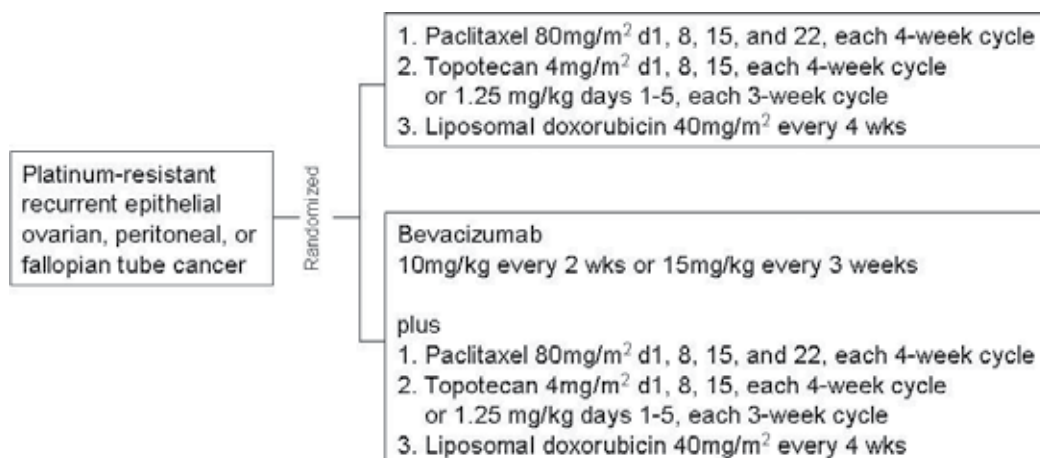 Platinum-resistant
recurrent epithelial
ovarian, peritoneal, or
fallopian tube cancer
Randomized
1. Paclitaxel 80mg/m² d1, 8, 15, and 22, each 4-week cycle
2. Topotecan 4mg/m² d1, 8, 15, each 4-week cycle
or 1.25 mg/kg days 1-5, each 3-week cycle
3. Liposomal doxorubicin 40mg/m² every 4 wks
Bevacizumab
10mg/kg every 2 wks or 15mg/kg every 3 weeks
plus
1. Paclitaxel 80mg/m² d1, 8, 15, and 22, each 4-week cycle
2. Topotecan 4mg/m² d1, 8, 15, each 4-week cycle
or 1.25 mg/kg days 1-5, each 3-week cycle
3. Liposomal doxorubicin 40mg/m² every 4 wks